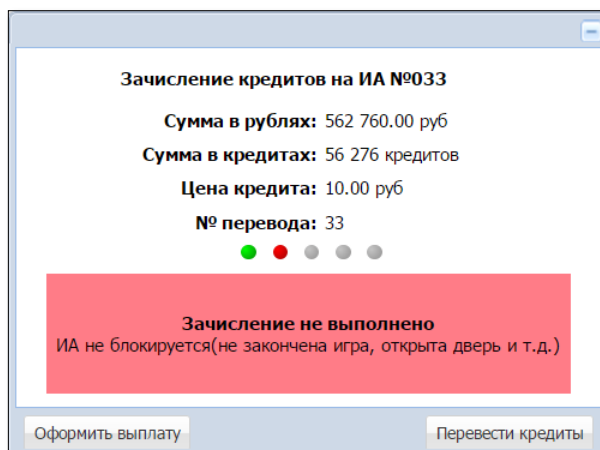 Зачисление кредитов на ИА №033
Сумма в рублях: 562 760.00 руб
Сумма в кредитах: 56 276 кредитов
Цена кредита: 10.00 руб
№ перевода: 33
Зачисление не выполнено
ИА не блокируется(не закончена игра, открыта дверь и т.д.)
Оформить выплату
Перевести кредиты